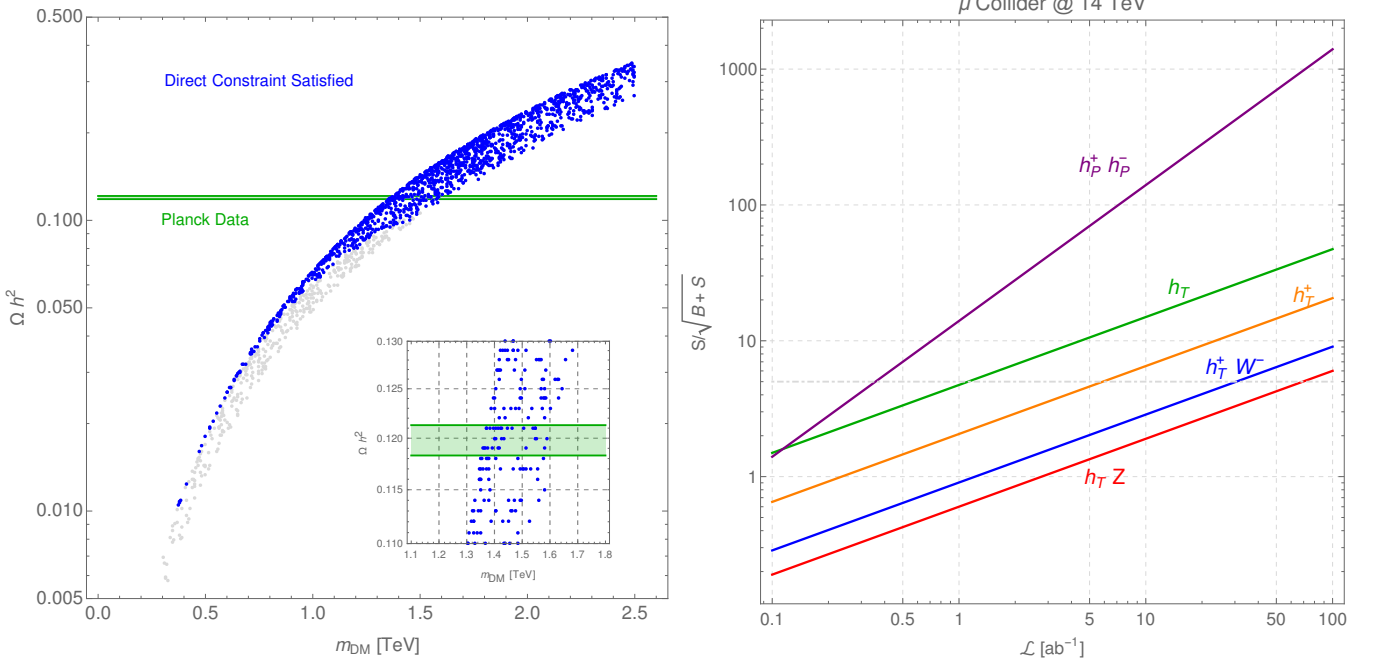 0.500
Direct Constraint Satisfied
0.100
Planck Data
0.050
Ω h²
0.010
0.005
0.0 0.5 1.0 1.5 2.0 2.5
m_DM [TeV]
0.130
0.125
Ω h²
0.120
0.115
0.110
1.1 1.2 1.3 1.4 1.5 1.6 1.7 1.8
m_DM [TeV]
μ Collider @ 14 TeV
1000
h_P^+ h_P^-
100
h_T
h_T^+
S/√B + S
10
h_T^+ W^-
h_T Z
1
0.1 0.5 1 5 10 50 100
ℒ [ab⁻¹]